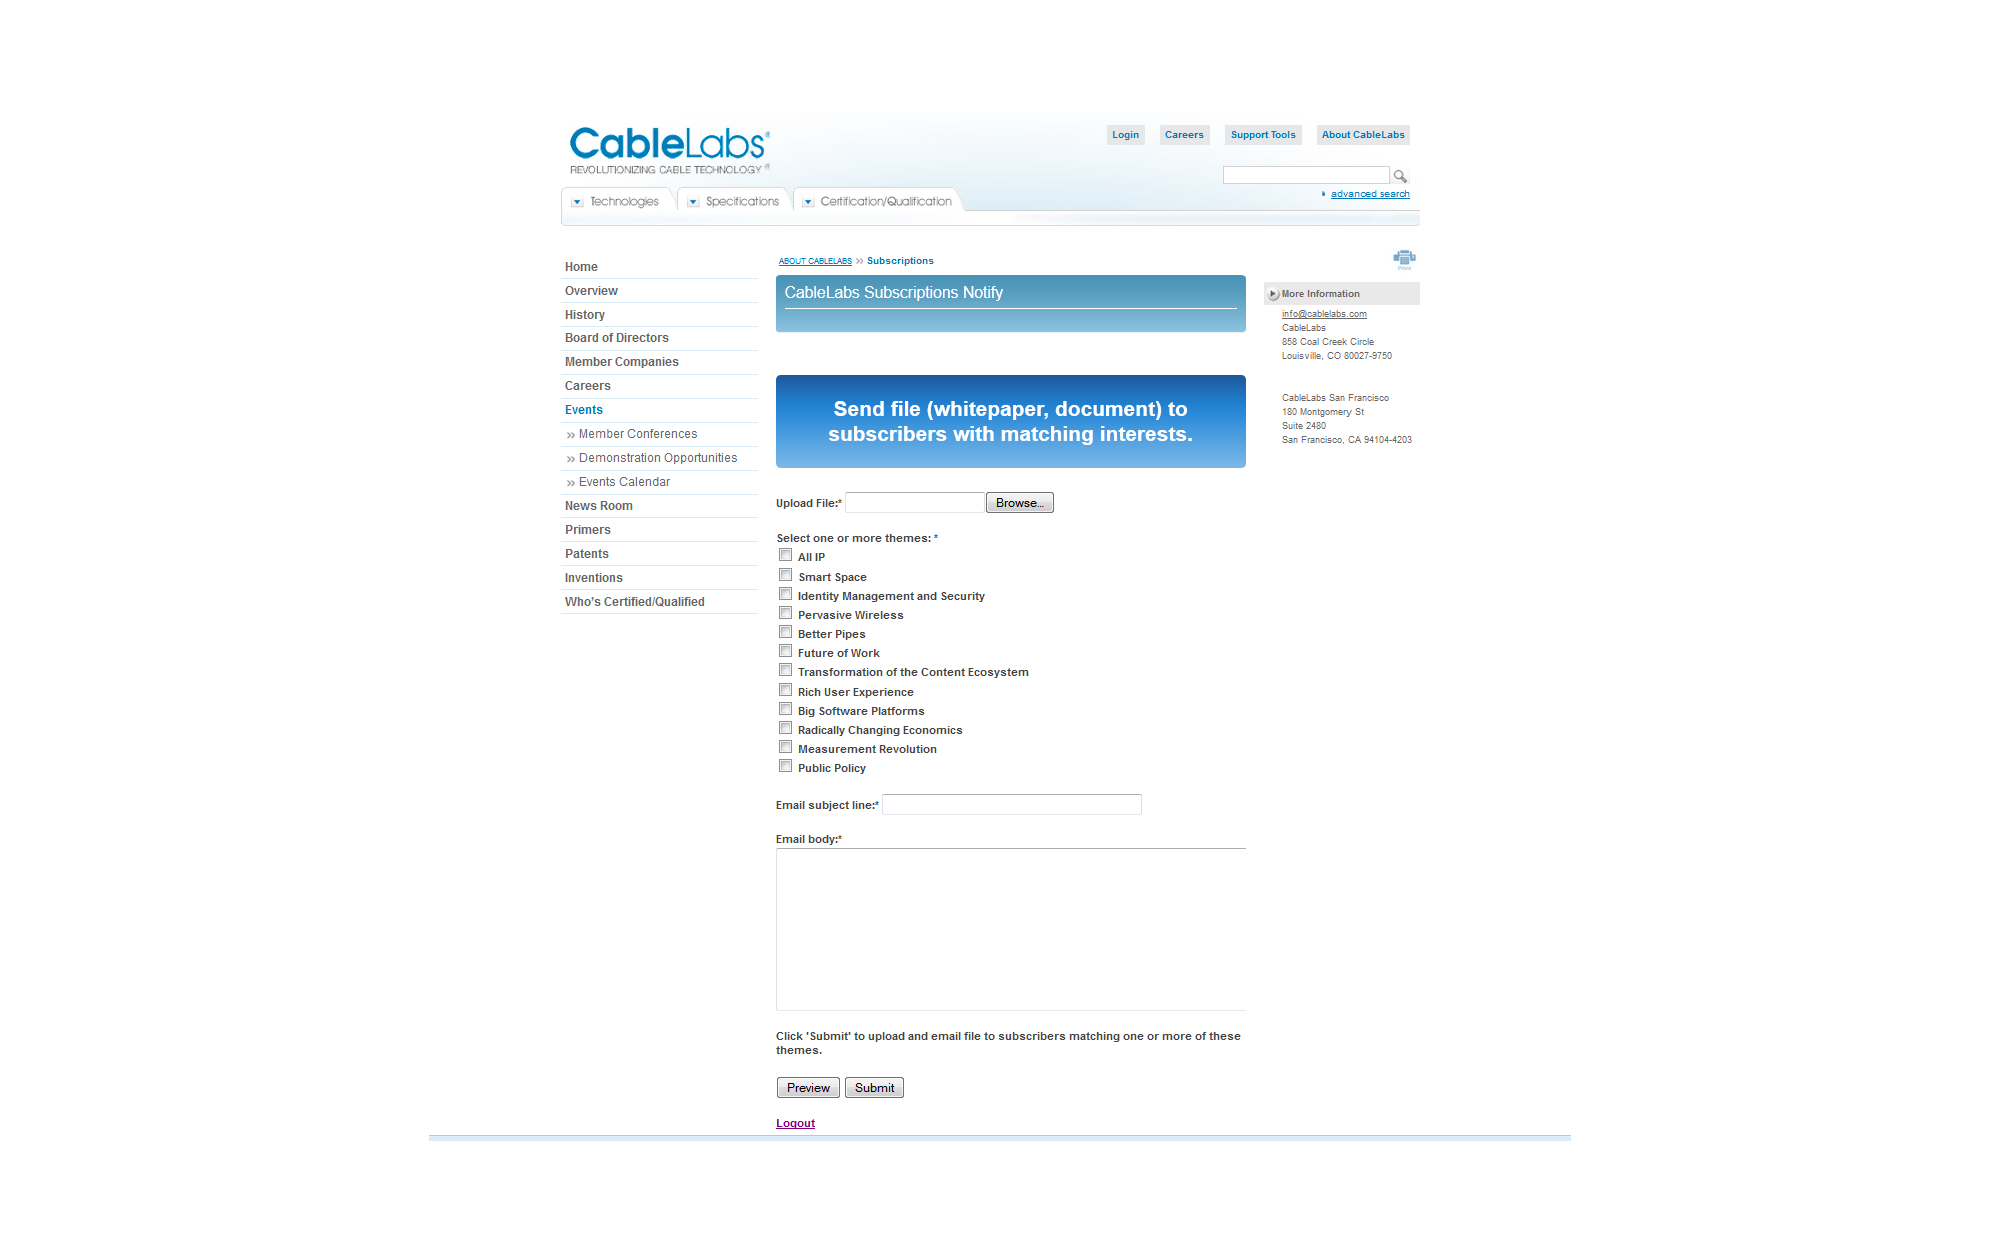 CableLabs®
REVOLUTIONIZING CABLE TECHNOLOGY®
Login Careers Support Tools About CableLabs
advanced search
Technologies Specifications Certification/Qualification
Home
Overview
History
Board of Directors
Member Companies
Careers
Events
» Member Conferences
» Demonstration Opportunities
» Events Calendar
News Room
Primers
Patents
Inventions
Who's Certified/Qualified
ABOUT CABLELABS » Subscriptions
CableLabs Subscriptions Notify
Send file (whitepaper, document) to
subscribers with matching interests.
Upload File:* Browse...
Select one or more themes: *
All IP
Smart Space
Identity Management and Security
Pervasive Wireless
Better Pipes
Future of Work
Transformation of the Content Ecosystem
Rich User Experience
Big Software Platforms
Radically Changing Economics
Measurement Revolution
Public Policy
Email subject line:*
Email body:*
Click 'Submit' to upload and email file to subscribers matching one or more of these
themes.
Preview Submit
Logout
Print
More Information
info@cablelabs.com
CableLabs
858 Coal Creek Circle
Louisville, CO 80027-9750
CableLabs San Francisco
180 Montgomery St
Suite 2480
San Francisco, CA 94104-4203